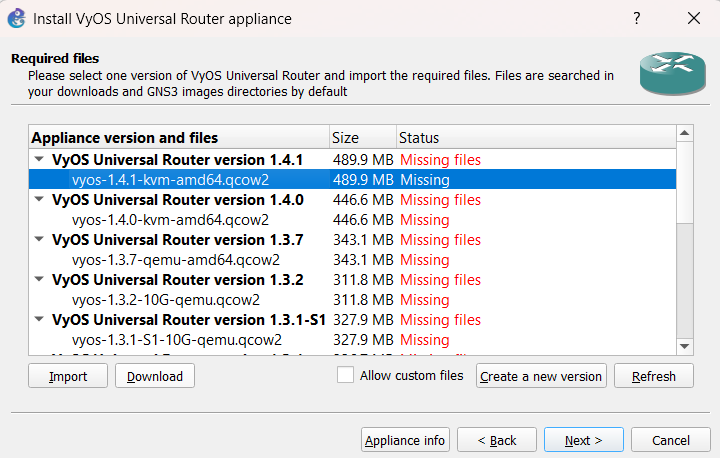 Install VyOS Universal Router appliance ?
Required files
Please select one version of VyOS Universal Router and import the required files. Files are searched in
your downloads and GNS3 images directories by default
Appliance version and files Size Status
VyOS Universal Router version 1.4.1 489.9 MB Missing files
vyos-1.4.1-kvm-amd64.qcow2 489.9 MB Missing
VyOS Universal Router version 1.4.0 446.6 MB Missing files
vyos-1.4.0-kvm-amd64.qcow2 446.6 MB Missing
VyOS Universal Router version 1.3.7 343.1 MB Missing files
vyos-1.3.7-qemu-amd64.qcow2 343.1 MB Missing
VyOS Universal Router version 1.3.2 311.8 MB Missing files
vyos-1.3.2-10G-qemu.qcow2 311.8 MB Missing
VyOS Universal Router version 1.3.1-S1 327.9 MB Missing files
vyos-1.3.1-S1-10G-qemu.qcow2 327.9 MB Missing
Import Download Allow custom files Create a new version Refresh
Appliance info < Back Next > Cancel